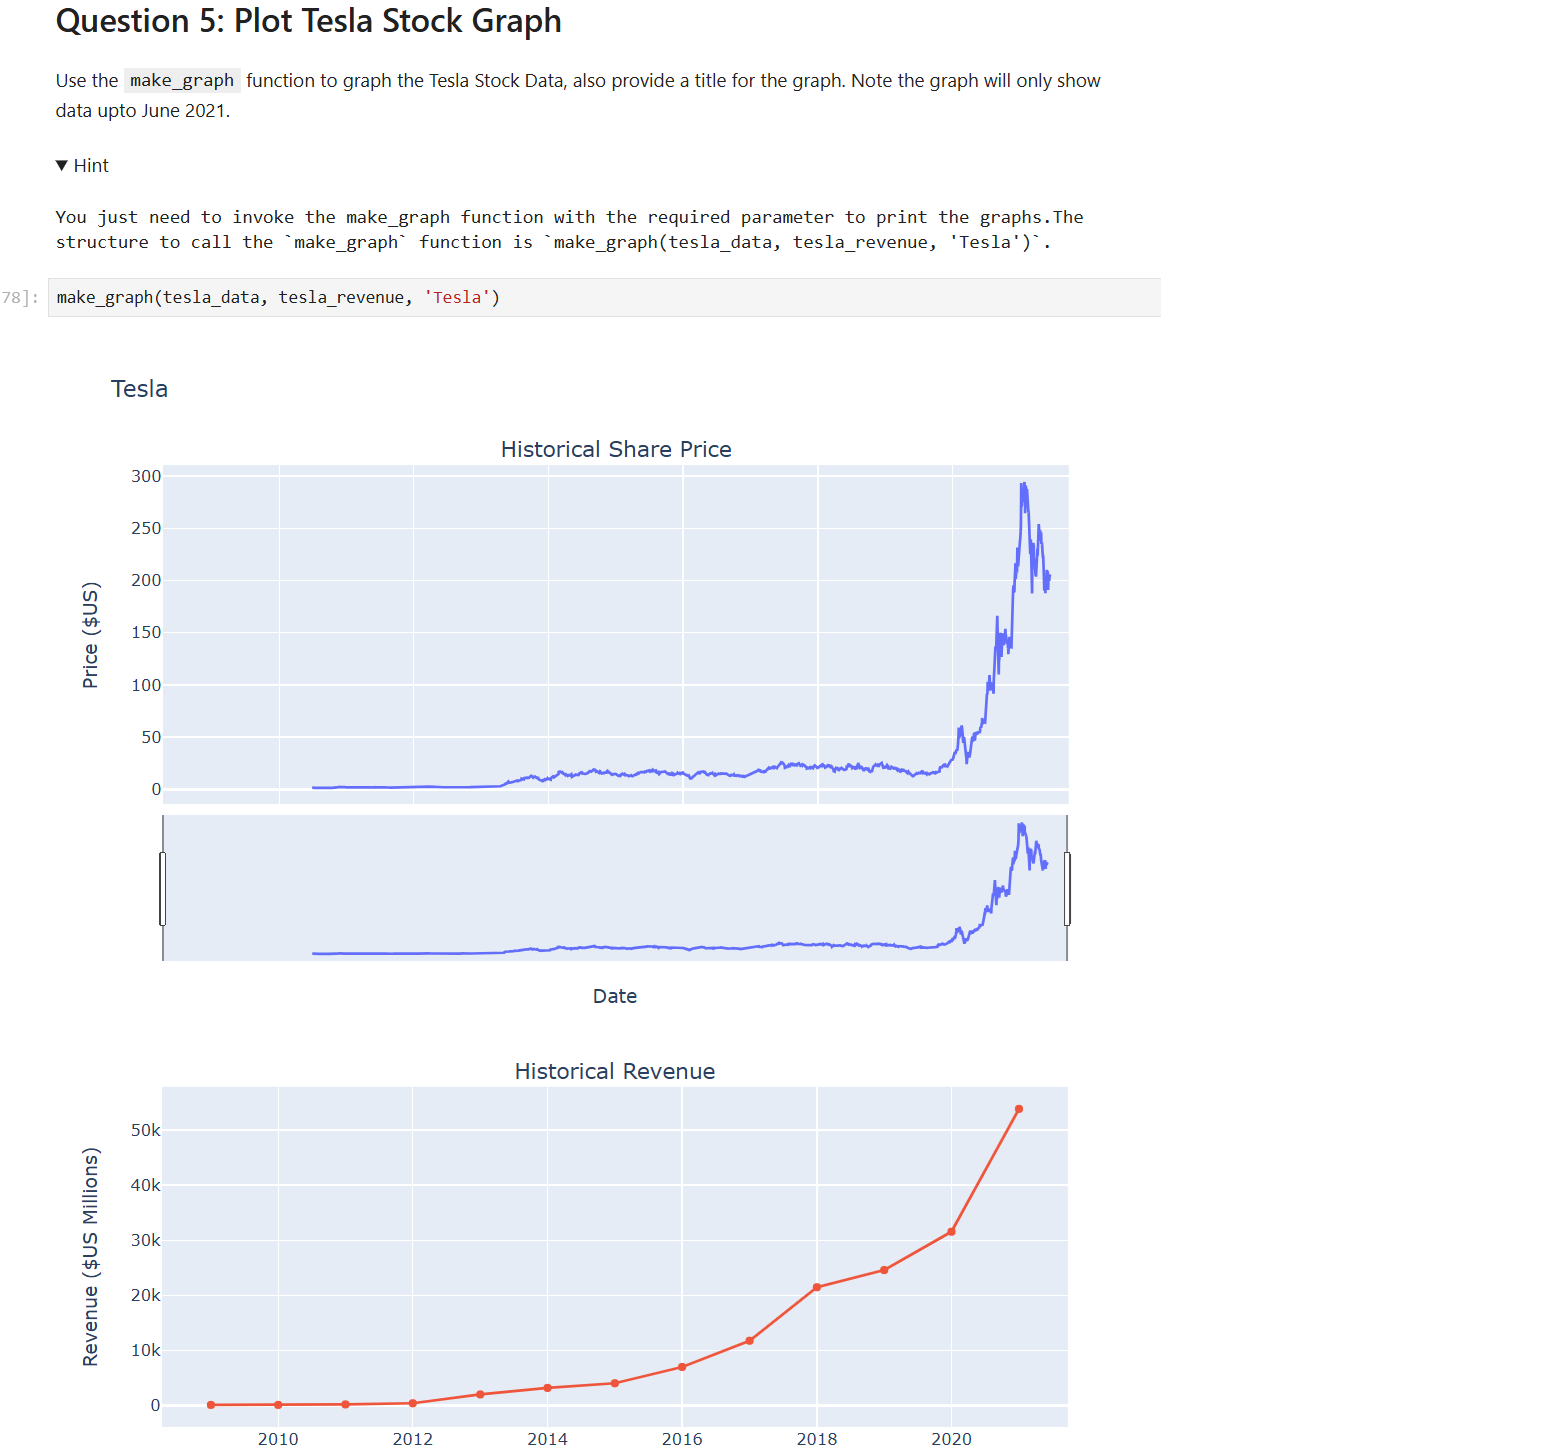 Question 5: Plot Tesla Stock Graph
Use the make_graph function to graph the Tesla Stock Data, also provide a title for the graph. Note the graph will only show
data upto June 2021.
▼ Hint
You just need to invoke the make_graph function with the required parameter to print the graphs.The
structure to call the `make_graph` function is `make_graph(tesla_data, tesla_revenue, 'Tesla')`.
78]: make_graph(tesla_data, tesla_revenue, 'Tesla')
Tesla
Historical Share Price
Price ($US)
300
250
200
150
100
50
0
Date
Historical Revenue
Revenue ($US Millions)
50k
40k
30k
20k
10k
0
2010 2012 2014 2016 2018 2020